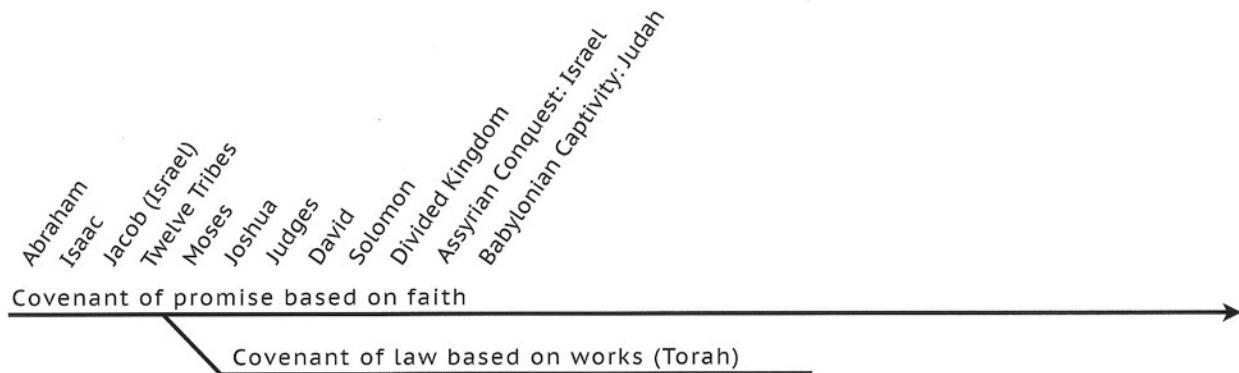 Abraham
Isaac
Jacob (Israel)
Twelve Tribes
Moses
Joshua
Judges
David
Solomon
Divided Kingdom
Assyrian Conquest: Israel
Babylonian Captivity: Judah
Covenant of promise based on faith
Covenant of law based on works (Torah)